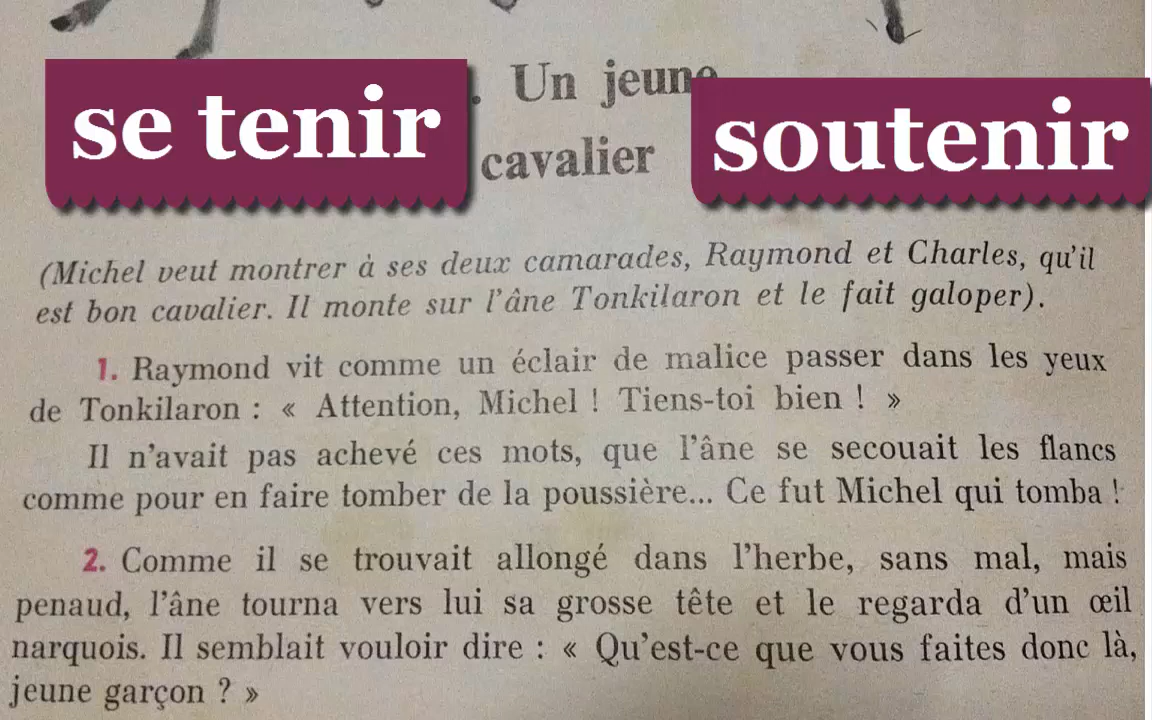 se tenir
. Un jeune
soutenir
cavalier
(Michel veut montrer à ses deux camarades, Raymond et Charles, qu'il
est bon cavalier. Il monte sur l'âne Tonkilaron et le fait galoper).
1. Raymond vit comme un éclair de malice passer dans les yeux
de Tonkilaron : « Attention, Michel ! Tiens-toi bien ! »
Il n'avait pas achevé ces mots, que l'âne se secouait les flancs
comme pour en faire tomber de la poussière... Ce fut Michel qui tomba !
2. Comme il se trouvait allongé dans l'herbe, sans mal, mais
penaud, l'âne tourna vers lui sa grosse tête et le regarda d'un œil
narquois. Il semblait vouloir dire : « Qu'est-ce que vous faites donc là,
jeune garçon ? »